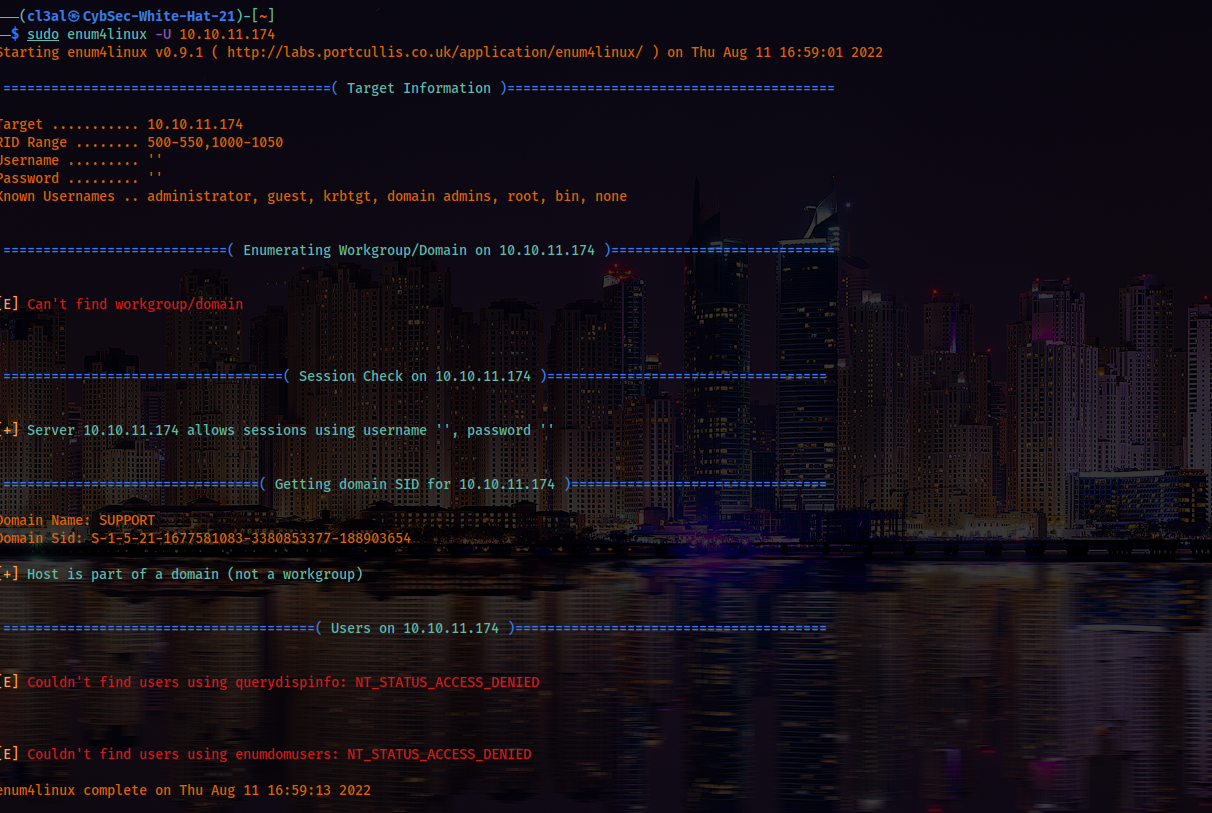 ——(cl3al㉿CybSec-White-Hat-21)-[~]
—$ sudo enum4linux -U 10.10.11.174
Starting enum4linux v0.9.1 ( http://labs.portcullis.co.uk/application/enum4linux/ ) on Thu Aug 11 16:59:01 2022
=========================================( Target Information )=========================================
Target ........... 10.10.11.174
RID Range ........ 500-550,1000-1050
Username ......... ''
Password ......... ''
Known Usernames .. administrator, guest, krbtgt, domain admins, root, bin, none
============================( Enumerating Workgroup/Domain on 10.10.11.174 )============================
[E] Can't find workgroup/domain
===================================( Session Check on 10.10.11.174 )===================================
[+] Server 10.10.11.174 allows sessions using username '', password ''
================================( Getting domain SID for 10.10.11.174 )================================
Domain Name: SUPPORT
Domain Sid: S-1-5-21-1677581083-3380853377-188903654
[+] Host is part of a domain (not a workgroup)
=======================================( Users on 10.10.11.174 )=======================================
[E] Couldn't find users using querydispinfo: NT_STATUS_ACCESS_DENIED
[E] Couldn't find users using enumdomusers: NT_STATUS_ACCESS_DENIED
enum4linux complete on Thu Aug 11 16:59:13 2022